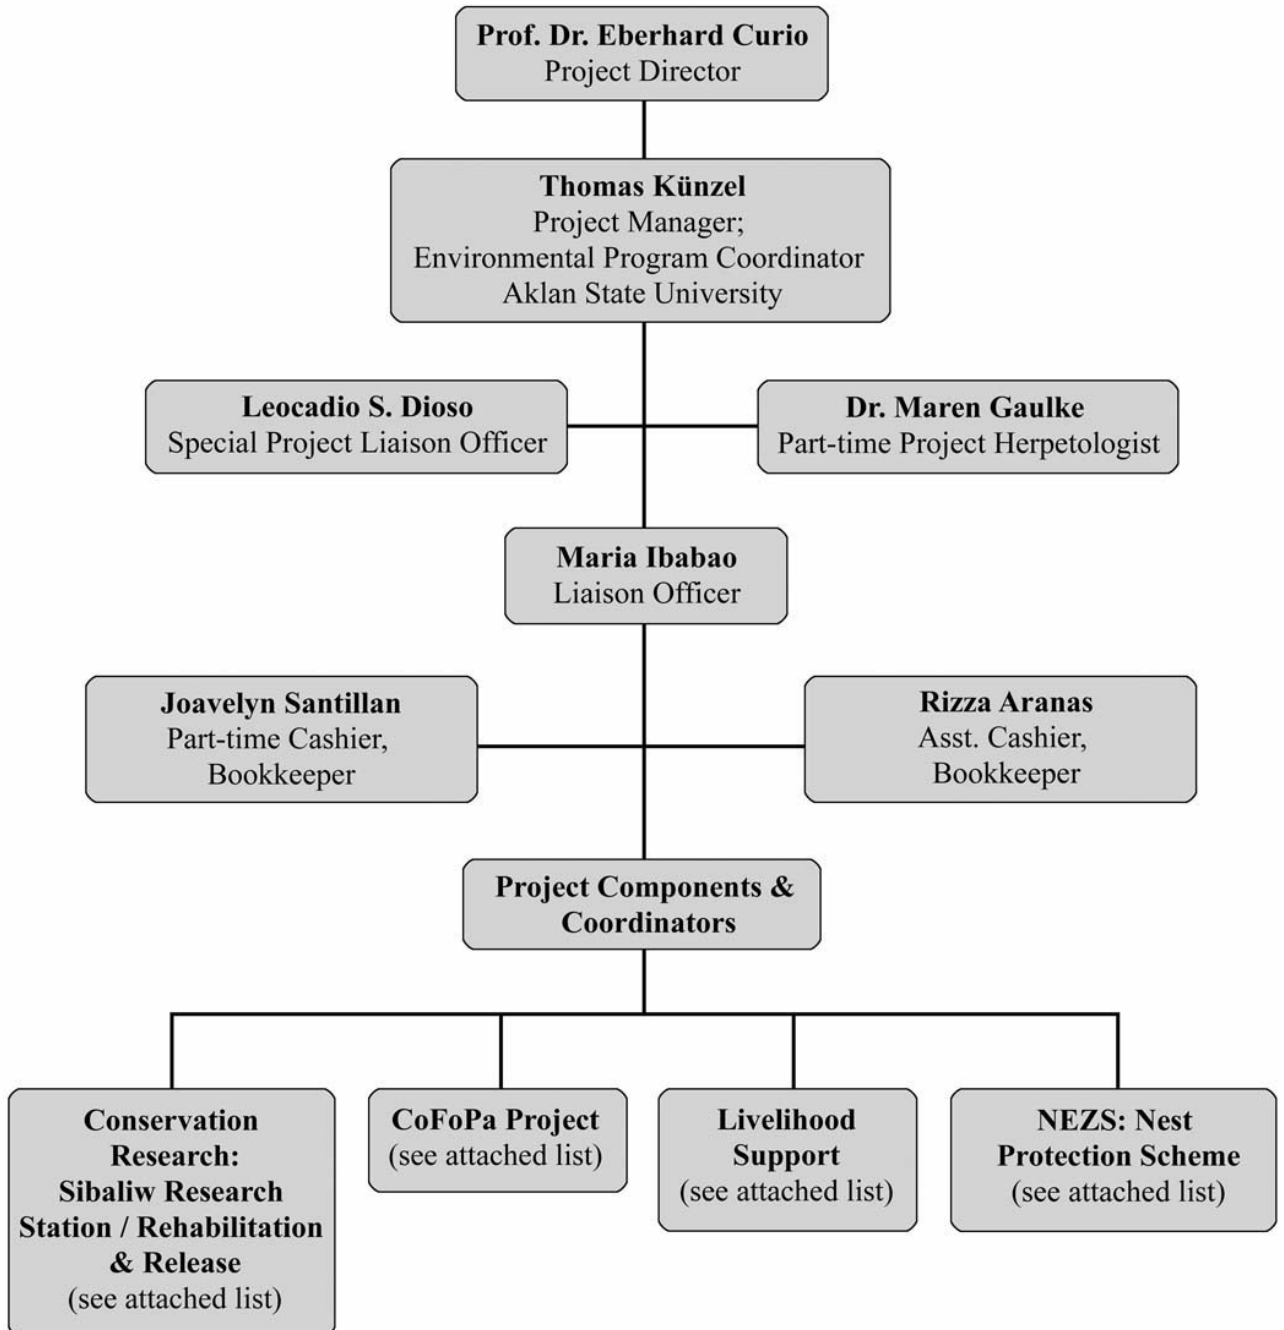 Prof. Dr. Eberhard Curio
Project Director
Thomas Künzel
Project Manager;
Environmental Program Coordinator
Aklan State University
Leocadio S. Dioso
Special Project Liaison Officer
Dr. Maren Gaulke
Part-time Project Herpetologist
Maria Ibabao
Liaison Officer
Joavelyn Santillan
Part-time Cashier,
Bookkeeper
Rizza Aranas
Asst. Cashier,
Bookkeeper
Project Components &
Coordinators
Conservation
Research:
Sibaliw Research
Station / Rehabilitation
& Release
(see attached list)
CoFoPa Project
(see attached list)
Livelihood
Support
(see attached list)
NEZS: Nest
Protection Scheme
(see attached list)